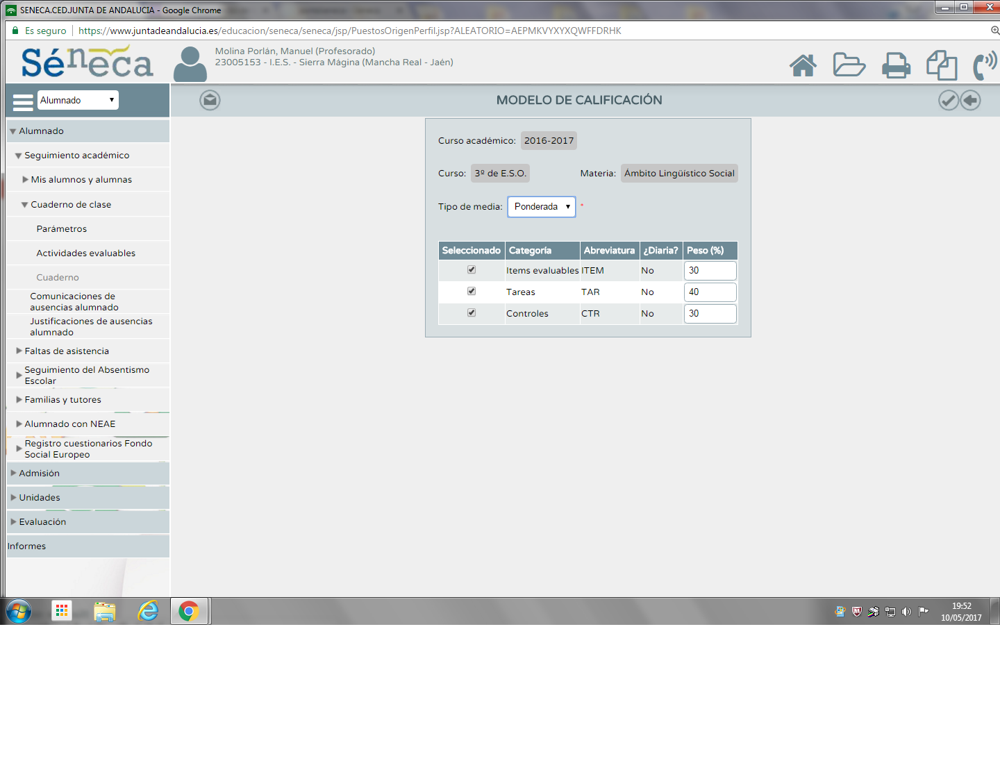 SENECA.CED.JUNTA DE ANDALUCIA - Google Chrome
Es seguro | https://www.juntadeandalucia.es/educacion/seneca/seneca/jsp/PuestosOrigenPerfil.jsp?ALEATORIO=AEPMKVYXYXQWFFDRHK
Séneca
Molina Porlán, Manuel (Profesorado)
23005153 - I.E.S. - Sierra Mágina (Mancha Real - Jaén)
Alumnado
MODELO DE CALIFICACIÓN
Alumnado
Seguimiento académico
Mis alumnos y alumnas
Cuaderno de clase
Parámetros
Actividades evaluables
Cuaderno
Comunicaciones de
ausencias alumnado
Justificaciones de ausencias
alumnado
Faltas de asistencia
Seguimiento del Absentismo
Escolar
Familias y tutores
Alumnado con NEAE
Registro cuestionarios Fondo
Social Europeo
Admisión
Unidades
Evaluación
Informes
Curso académico: 2016-2017
Curso: 3º de E.S.O. Materia: Ámbito Lingüístico Social
Tipo de media: Ponderada *
Seleccionado Categoría Abreviatura ¿Diaria? Peso (%)
Items evaluables ITEM No 30
Tareas TAR No 40
Controles CTR No 30
19:52
10/05/2017